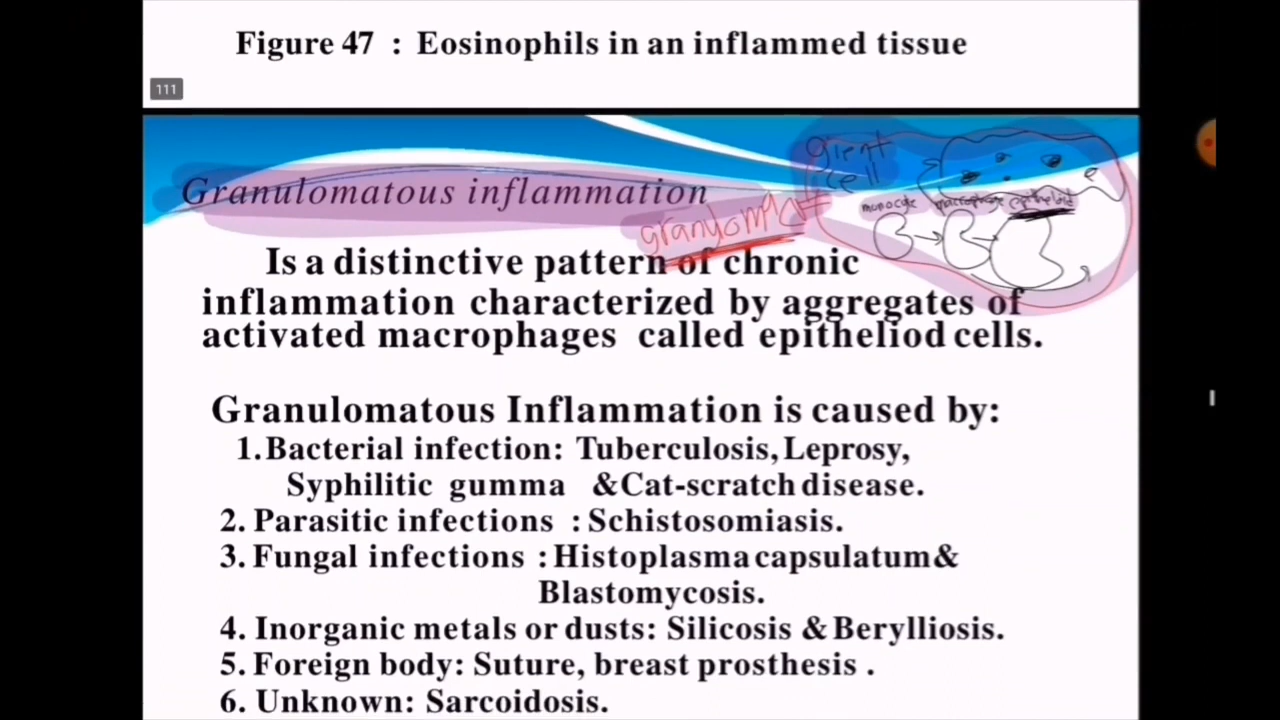 Figure 47 : Eosinophils in an inflammed tissue
111
Granulomatous inflammation
gient
cell
granuloma
monocyte macrophage epitheloid
Is a distinctive pattern of chronic
inflammation characterized by aggregates of
activated macrophages called epitheliod cells.
Granulomatous Inflammation is caused by:
1.Bacterial infection: Tuberculosis, Leprosy,
Syphilitic gumma &Cat-scratch disease.
2. Parasitic infections : Schistosomiasis.
3. Fungal infections : Histoplasma capsulatum&
Blastomycosis.
4. Inorganic metals or dusts: Silicosis & Berylliosis.
5. Foreign body: Suture, breast prosthesis .
6. Unknown: Sarcoidosis.